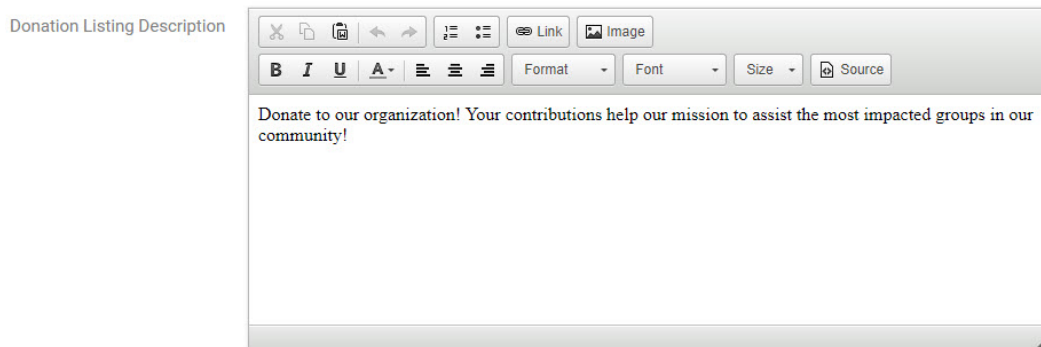 Donation Listing Description
Link Image
B I U A Format Font Size Source
Donate to our organization! Your contributions help our mission to assist the most impacted groups in our
community!